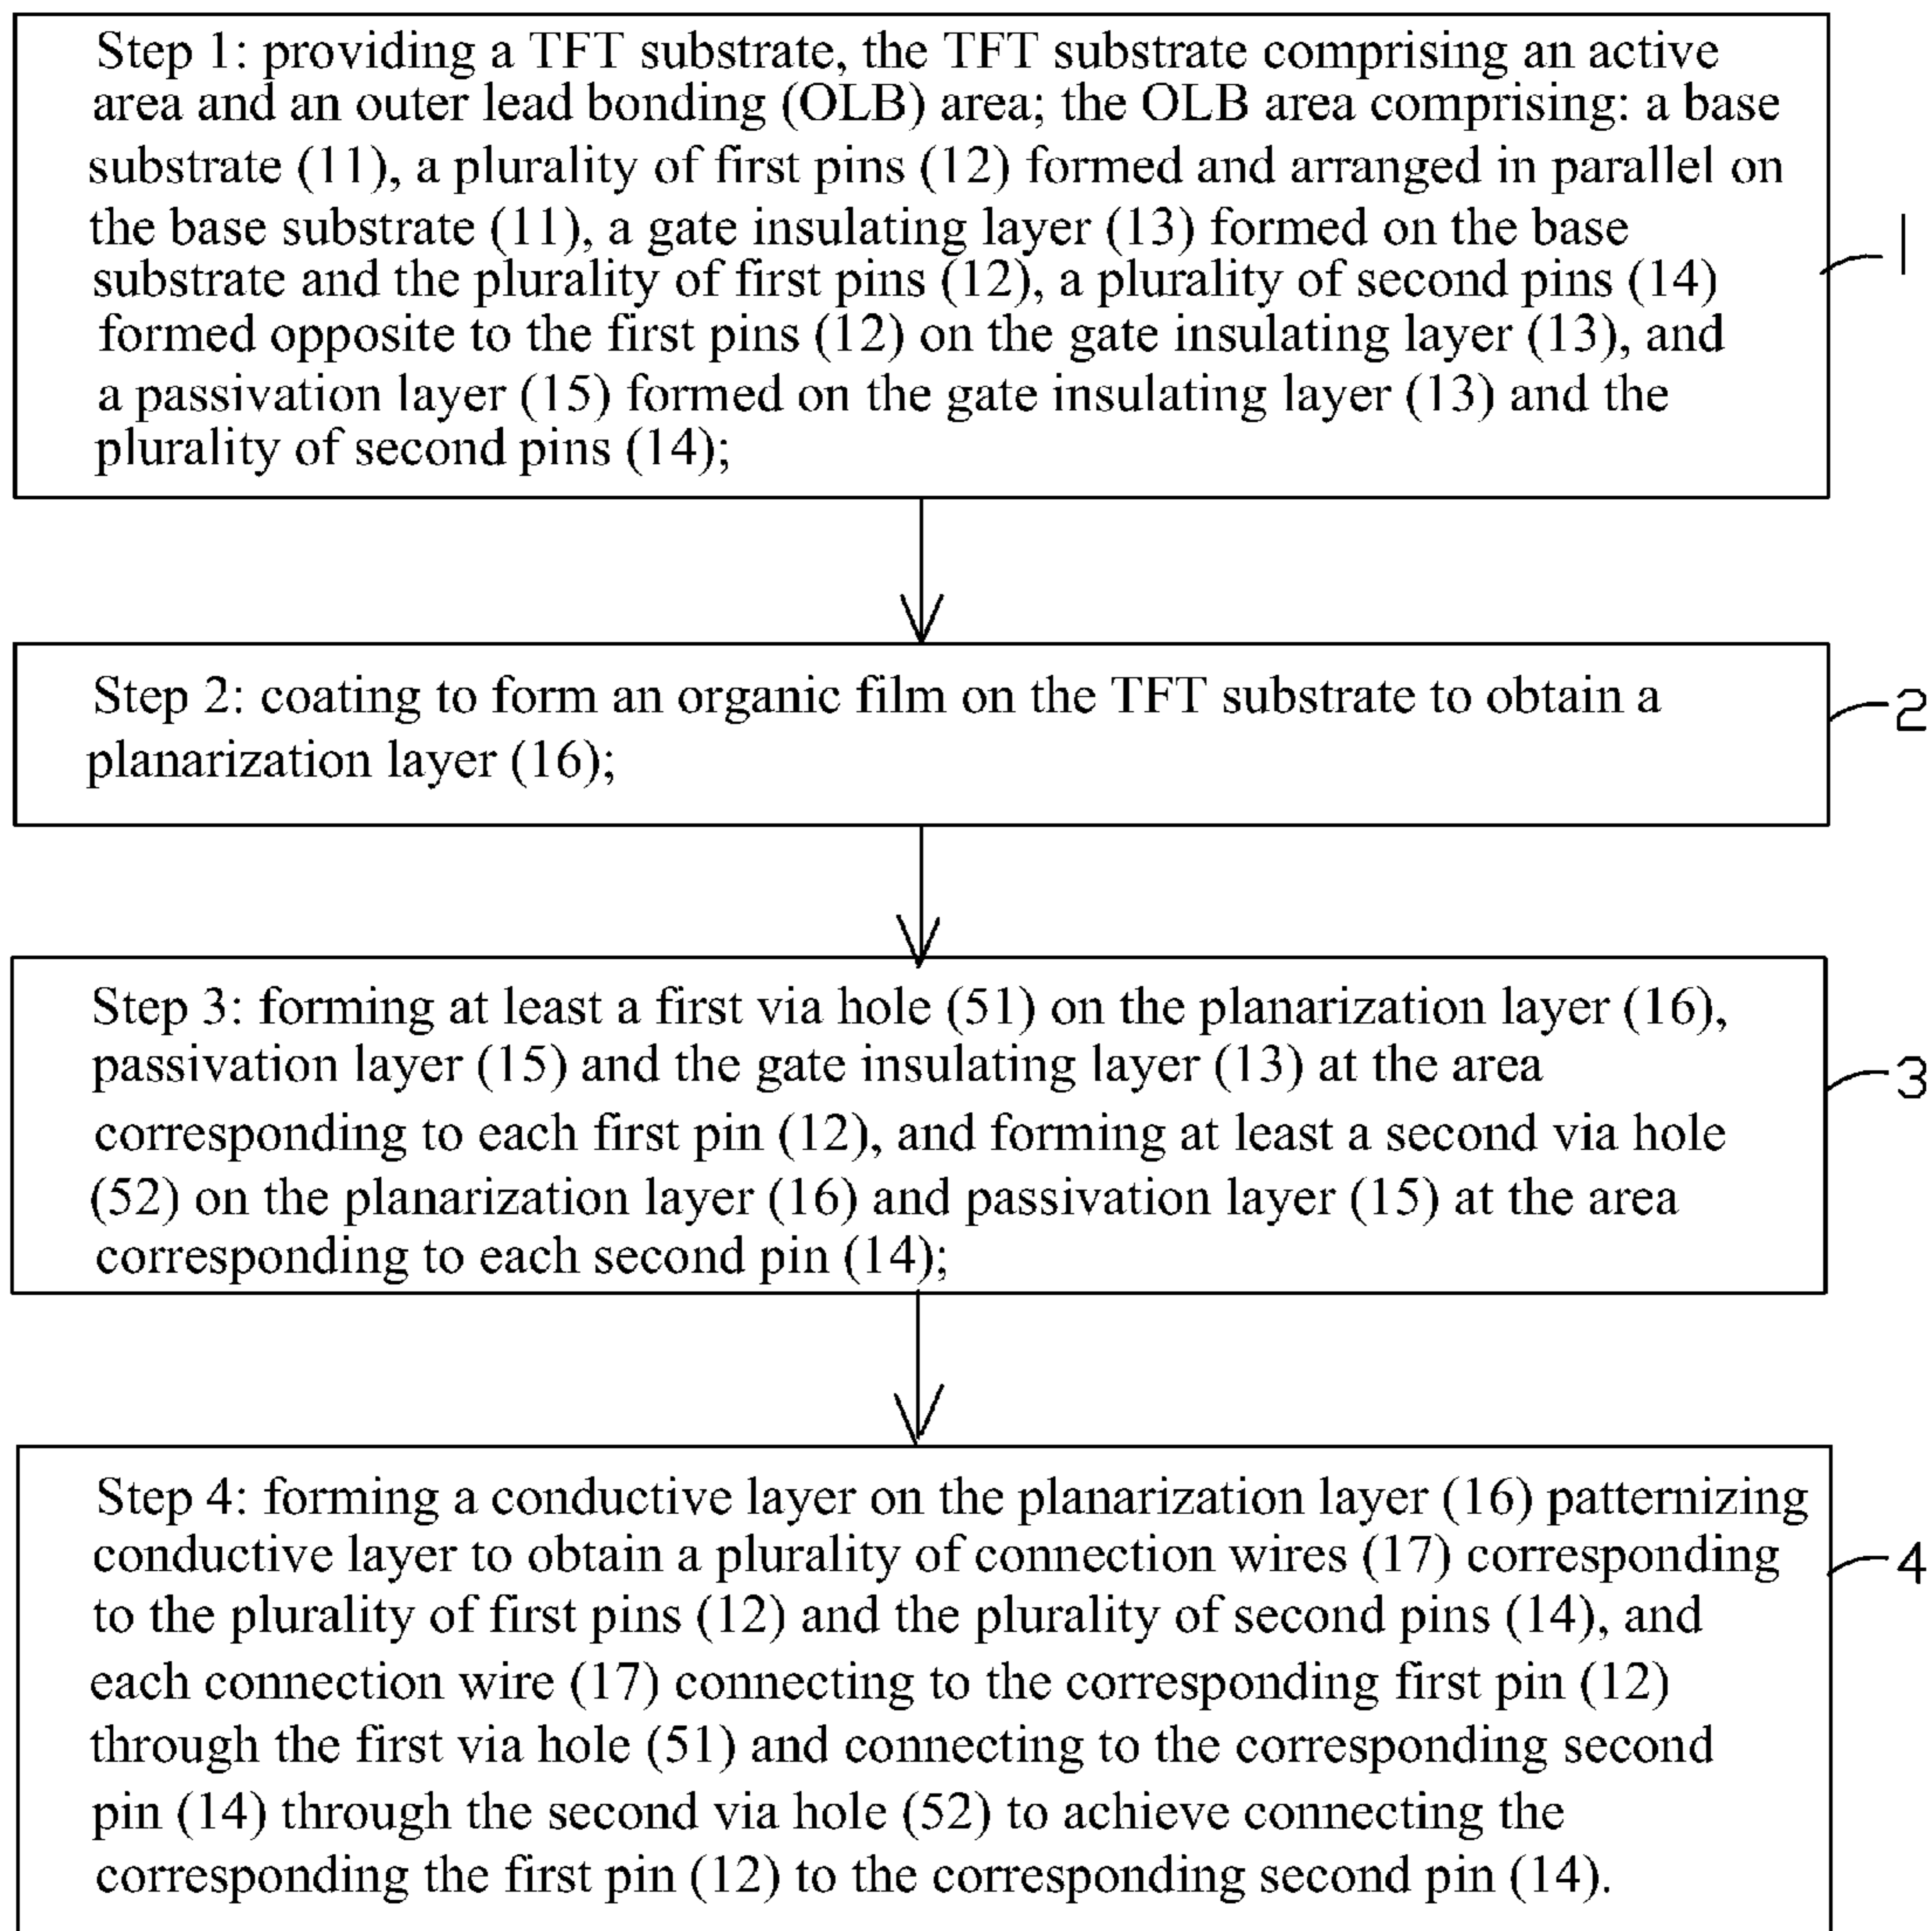 Step 1: providing a TFT substrate, the TFT substrate comprising an active
area and an outer lead bonding (OLB) area; the OLB area comprising: a base
substrate (11), a plurality of first pins (12) formed and arranged in parallel on
the base substrate (11), a gate insulating layer (13) formed on the base
substrate and the plurality of first pins (12), a plurality of second pins (14)
formed opposite to the first pins (12) on the gate insulating layer (13), and
a passivation layer (15) formed on the gate insulating layer (13) and the
plurality of second pins (14);
1
Step 2: coating to form an organic film on the TFT substrate to obtain a
planarization layer (16);
2
Step 3: forming at least a first via hole (51) on the planarization layer (16),
passivation layer (15) and the gate insulating layer (13) at the area
corresponding to each first pin (12), and forming at least a second via hole
(52) on the planarization layer (16) and passivation layer (15) at the area
corresponding to each second pin (14);
3
Step 4: forming a conductive layer on the planarization layer (16) patternizing
conductive layer to obtain a plurality of connection wires (17) corresponding
to the plurality of first pins (12) and the plurality of second pins (14), and
each connection wire (17) connecting to the corresponding first pin (12)
through the first via hole (51) and connecting to the corresponding second
pin (14) through the second via hole (52) to achieve connecting the
corresponding the first pin (12) to the corresponding second pin (14).
4